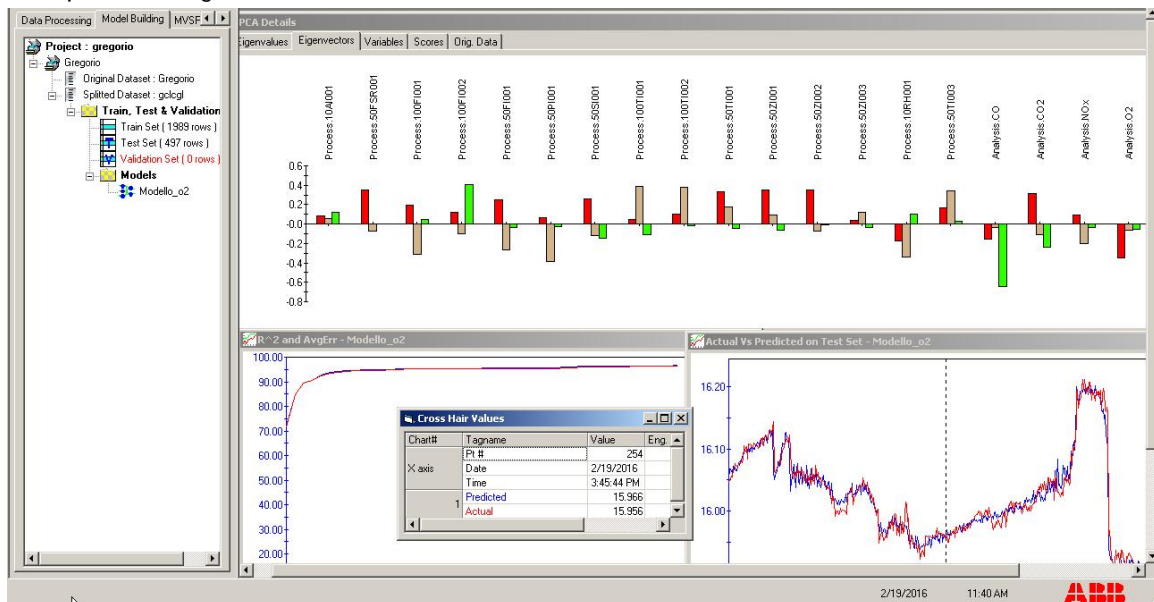 Data Processing Model Building MVSF
Project : gregorio
Gregorio
Original Dataset : Gregorio
Splitted Dataset : gclcgl
Train, Test & Validation
Train Set ( 1989 rows )
Test Set ( 497 rows )
Validation Set ( 0 rows )
Models
Modello_o2
PCA Details
Eigenvalues Eigenvectors Variables Scores Orig. Data
Process:10AI001
Process:50FSR001
Process:100FI001
Process:100FI002
Process:50FI001
Process:50PI001
Process:50SI001
Process:100TI001
Process:100TI002
Process:50TI001
Process:50ZI001
Process:50ZI002
Process:50ZI003
Process:10RH001
Process:50TI003
Analysis:CO
Analysis:CO2
Analysis:NOx
Analysis:O2
0.6
0.4
0.2
-0.0
-0.2
-0.4
-0.6
-0.8
R^2 and AvgErr - Modello_o2
100.00
90.00
80.00
70.00
60.00
50.00
40.00
30.00
20.00
Cross Hair Values
Chart# Tagname Value Eng.
Pt # 254
X axis Date 2/19/2016
Time 3:45:44 PM
1 Predicted 15.966
Actual 15.956
Actual Vs Predicted on Test Set - Modello_o2
16.20
16.10
16.00
2/19/2016 11:40 AM
ABB